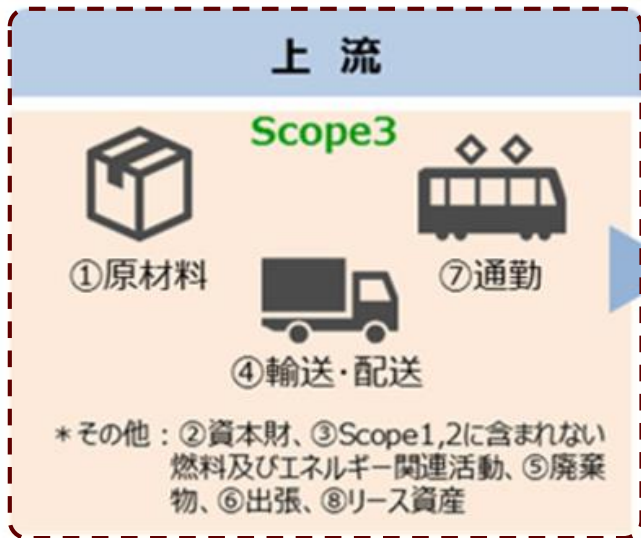 上 流
Scope3
①原材料
⑦通勤
④輸送・配送
*その他：②資本財、③Scope1,2に含まれない
燃料及びエネルギー関連活動、⑤廃棄
物、⑥出張、⑧リース資産